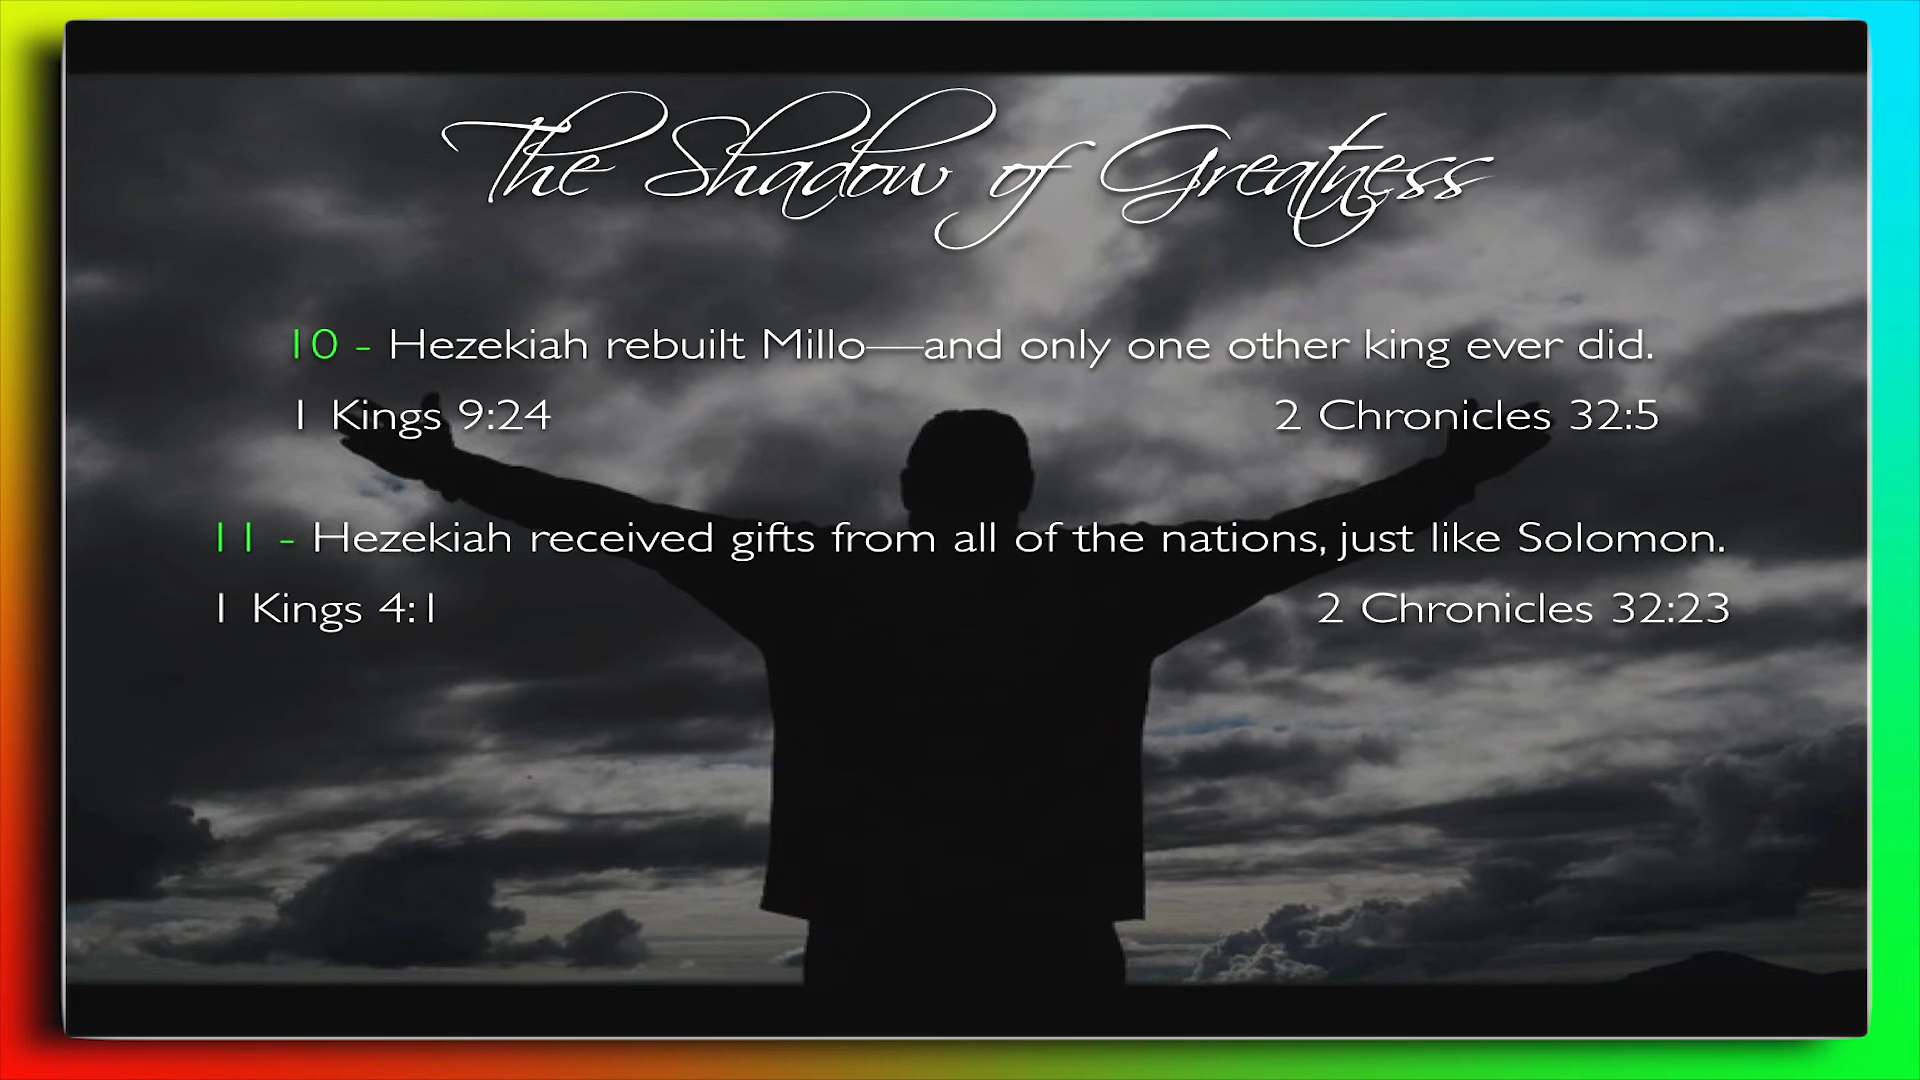 The Shadow of Greatness
10 - Hezekiah rebuilt Millo—and only one other king ever did.
1 Kings 9:24 2 Chronicles 32:5
11 - Hezekiah received gifts from all of the nations, just like Solomon.
1 Kings 4:1 2 Chronicles 32:23